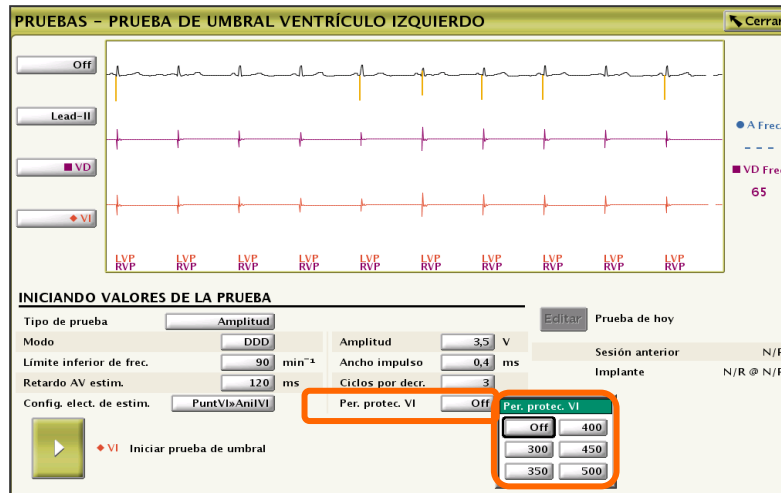 PRUEBAS - PRUEBA DE UMBRAL VENTRÍCULO IZQUIERDO
Cerrar
Off
Lead-II
VD
VI
A Frec.
- - -
VD Frec
65
LVP LVP LVP LVP LVP LVP LVP LVP LVP LVP
RVP RVP RVP RVP RVP RVP RVP RVP RVP RVP
INICIANDO VALORES DE LA PRUEBA
Tipo de prueba Amplitud
Modo DDD
Límite inferior de frec. 90 min⁻¹
Retardo AV estim. 120 ms
Config. elect. de estim. PuntVI»AnilVI
Amplitud 3,5 V
Ancho impulso 0,4 ms
Ciclos por decr. 3
Per. protec. VI Off
Editar Prueba de hoy
Sesión anterior N/R
Implante N/R @ N/R
Per. protec. VI
Off 400
300 450
350 500
VI Iniciar prueba de umbral